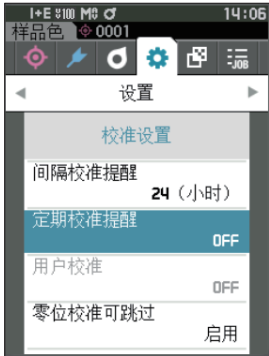 I+E %100 M0 ♂ 14:06
样品色 0001
-JOB
设置
校准设置
间隔校准提醒
24（小时）
定期校准提醒
OFF
用户校准
OFF
零位校准可跳过
启用